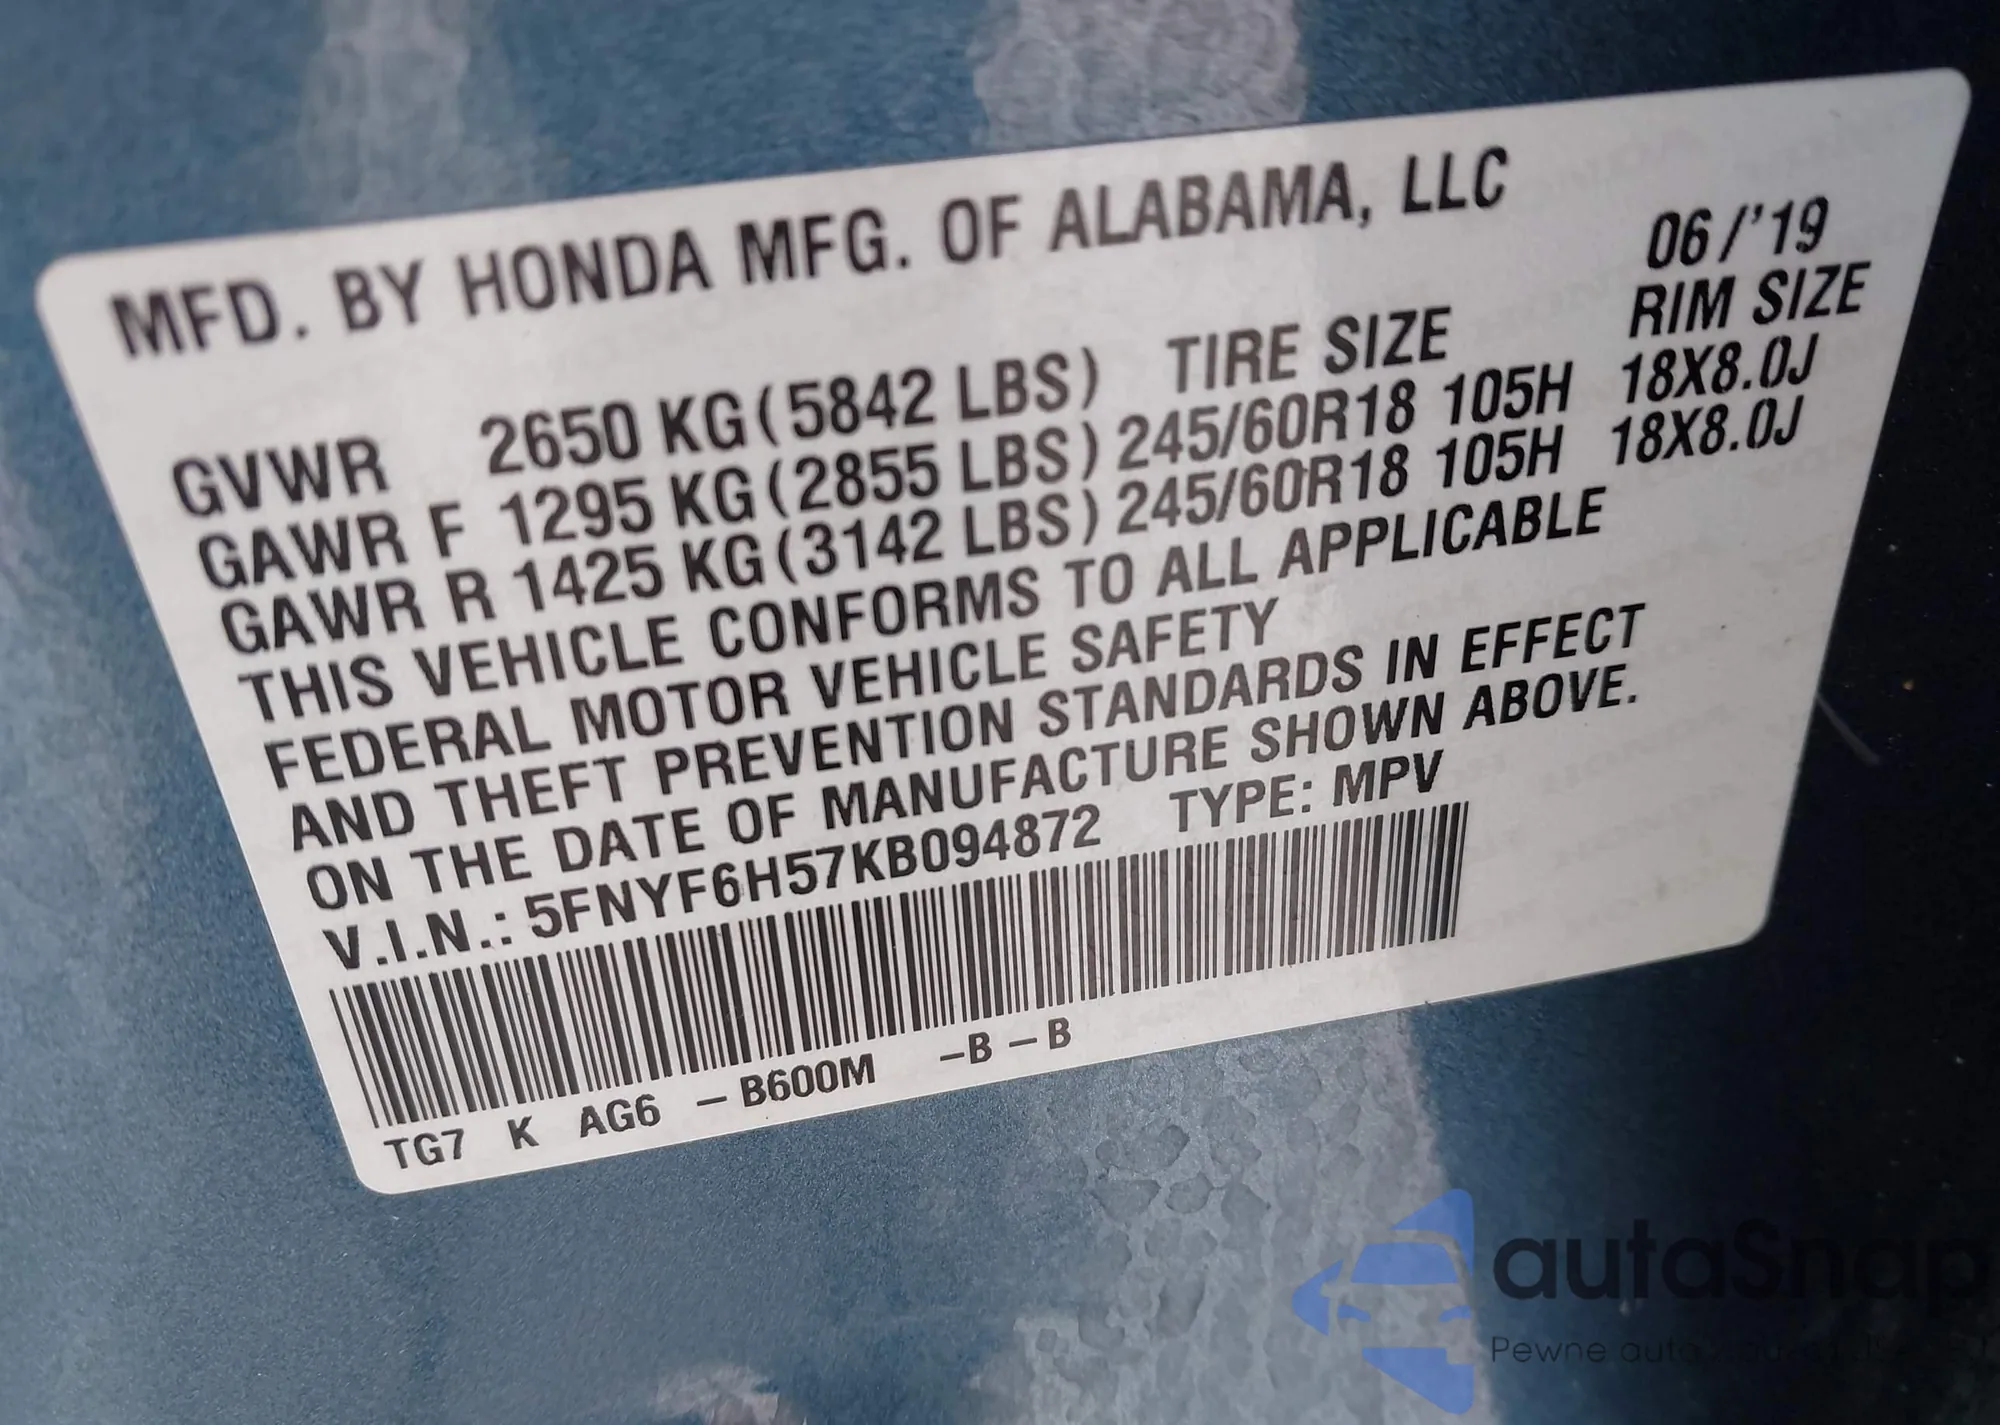 MFD. BY HONDA MFG. OF ALABAMA, LLC
06/'19
TIRE SIZE RIM SIZE
GVWR 2650 KG (5842 LBS)
GAWR F 1295 KG (2855 LBS) 245/60R18 105H 18X8.0J
GAWR R 1425 KG (3142 LBS) 245/60R18 105H 18X8.0J
THIS VEHICLE CONFORMS TO ALL APPLICABLE
FEDERAL MOTOR VEHICLE SAFETY
AND THEFT PREVENTION STANDARDS IN EFFECT
ON THE DATE OF MANUFACTURE SHOWN ABOVE.
V.I.N.: 5FNYF6H57KB094872 TYPE: MPV
TG7 K AG6 – B600M –B – B
autaSnap
Pewne auta